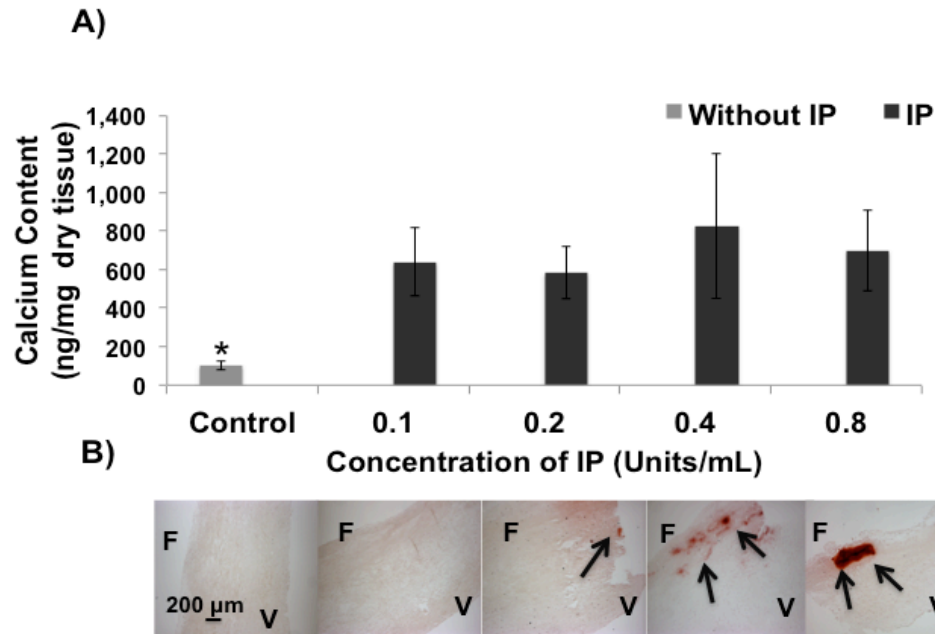 A)
1,400
1,200
1,000
800
600
400
200
0
Calcium Content
(ng/mg dry tissue)
Without IP IP
*
Control 0.1 0.2 0.4 0.8
Concentration of IP (Units/mL)
B)
F F F F F
200 µm V V V V V